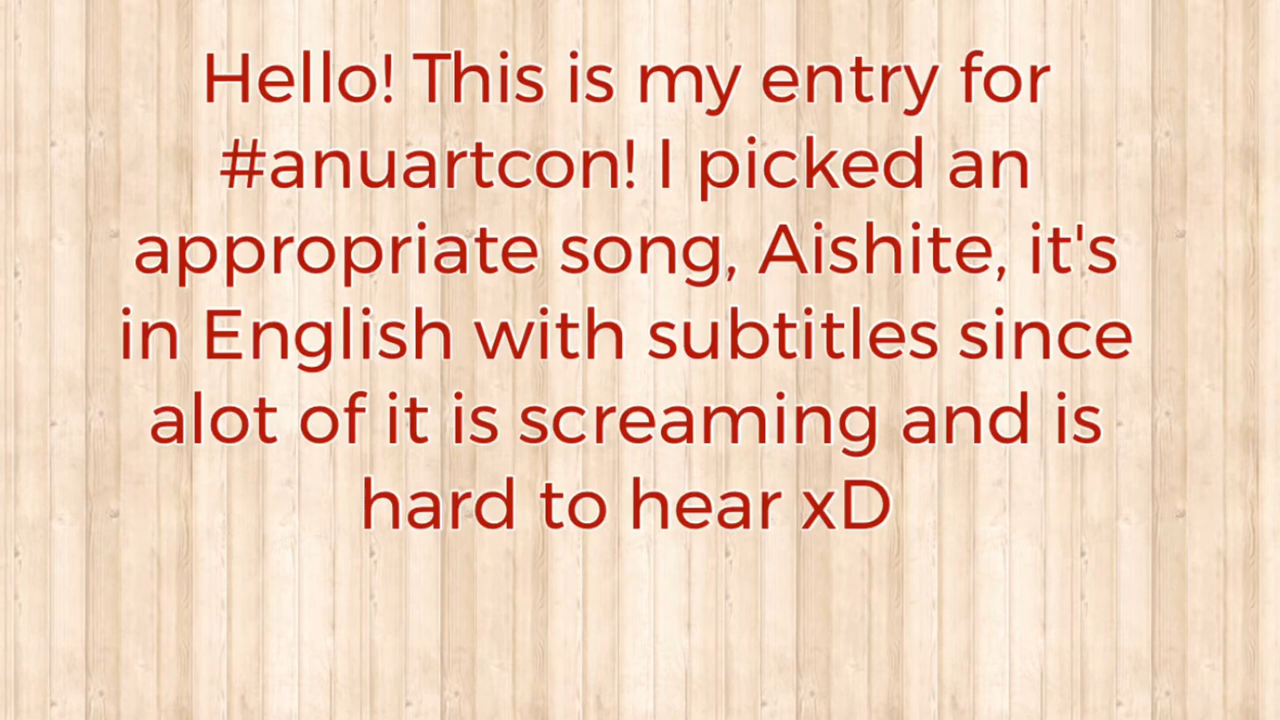 Hello! This is my entry for
#anuartcon! I picked an
appropriate song, Aishite, it's
in English with subtitles since
alot of it is screaming and is
hard to hear xD